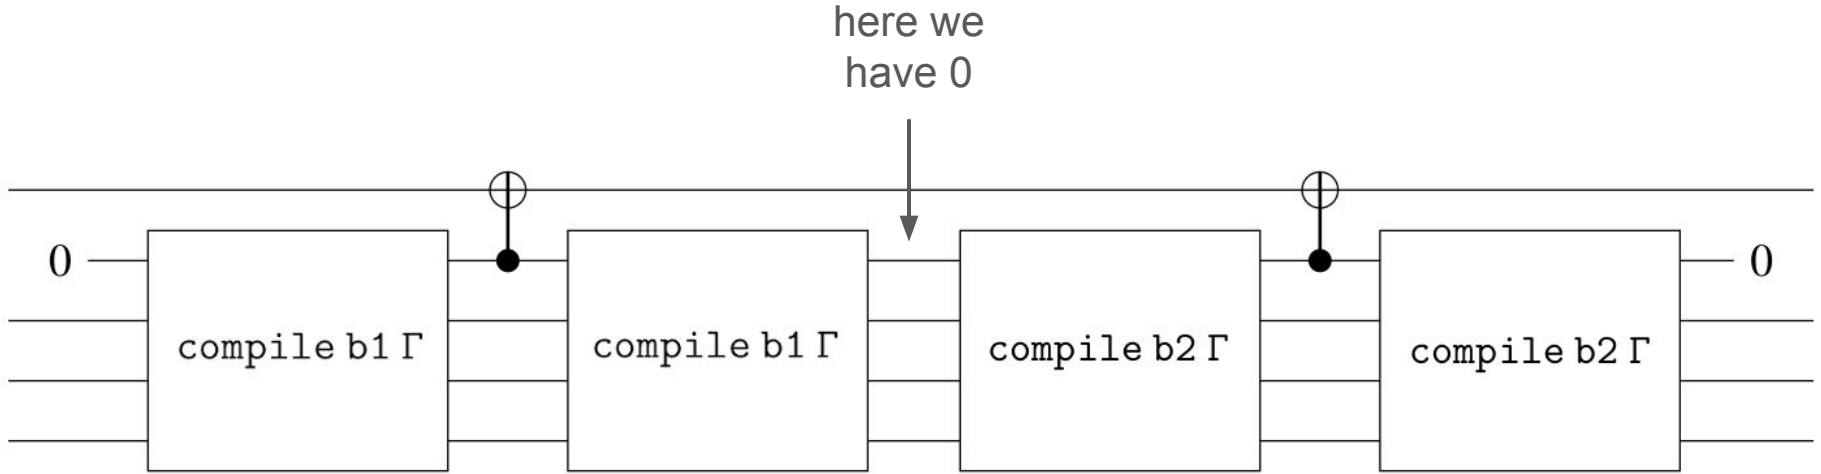 here we
have 0
0
compile b1 Γ
compile b1 Γ
compile b2 Γ
compile b2 Γ
0